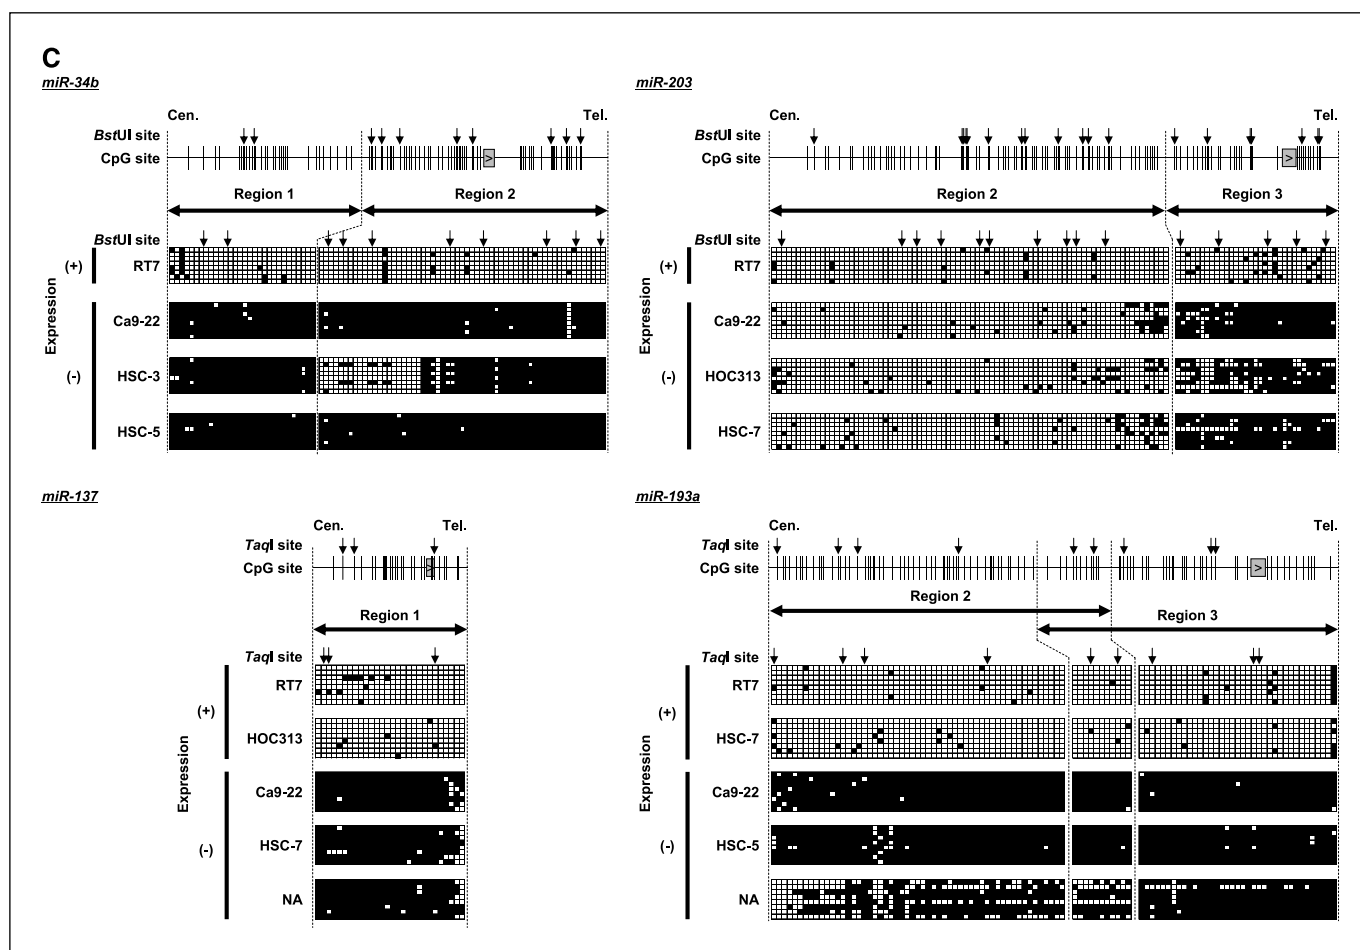 C
miR-34b
Cen. Tel.
BstUI site
CpG site
>
Region 1 Region 2
BstUI site
Expression
(+) RT7
Ca9-22
(-) HSC-3
HSC-5
miR-203
Cen. Tel.
BstUI site
CpG site
>
Region 2 Region 3
BstUI site
Expression
(+) RT7
Ca9-22
(-) HOC313
HSC-7
miR-137
Cen. Tel.
TaqI site
CpG site
>
Region 1
TaqI site
Expression
RT7
(+)
HOC313
Ca9-22
(-) HSC-7
NA
miR-193a
Cen. Tel.
TaqI site
CpG site
>
Region 2
Region 3
TaqI site
Expression
RT7
(+)
HSC-7
Ca9-22
(-) HSC-5
NA